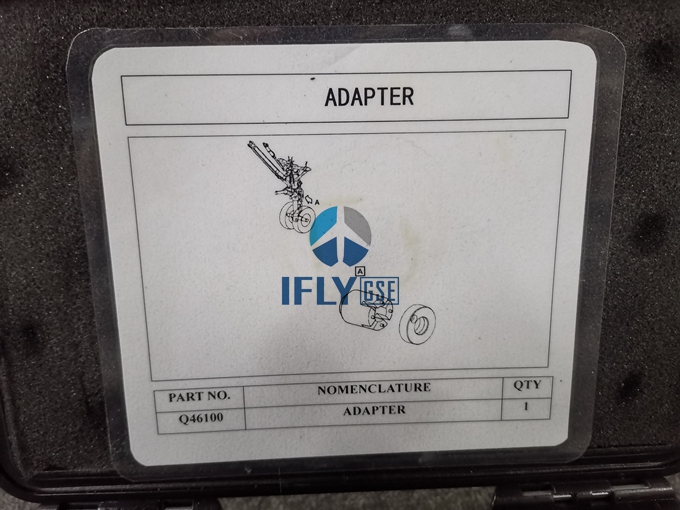 ADAPTER
A
A
IFLY GSE
PART NO. NOMENCLATURE QTY
Q46100 ADAPTER 1